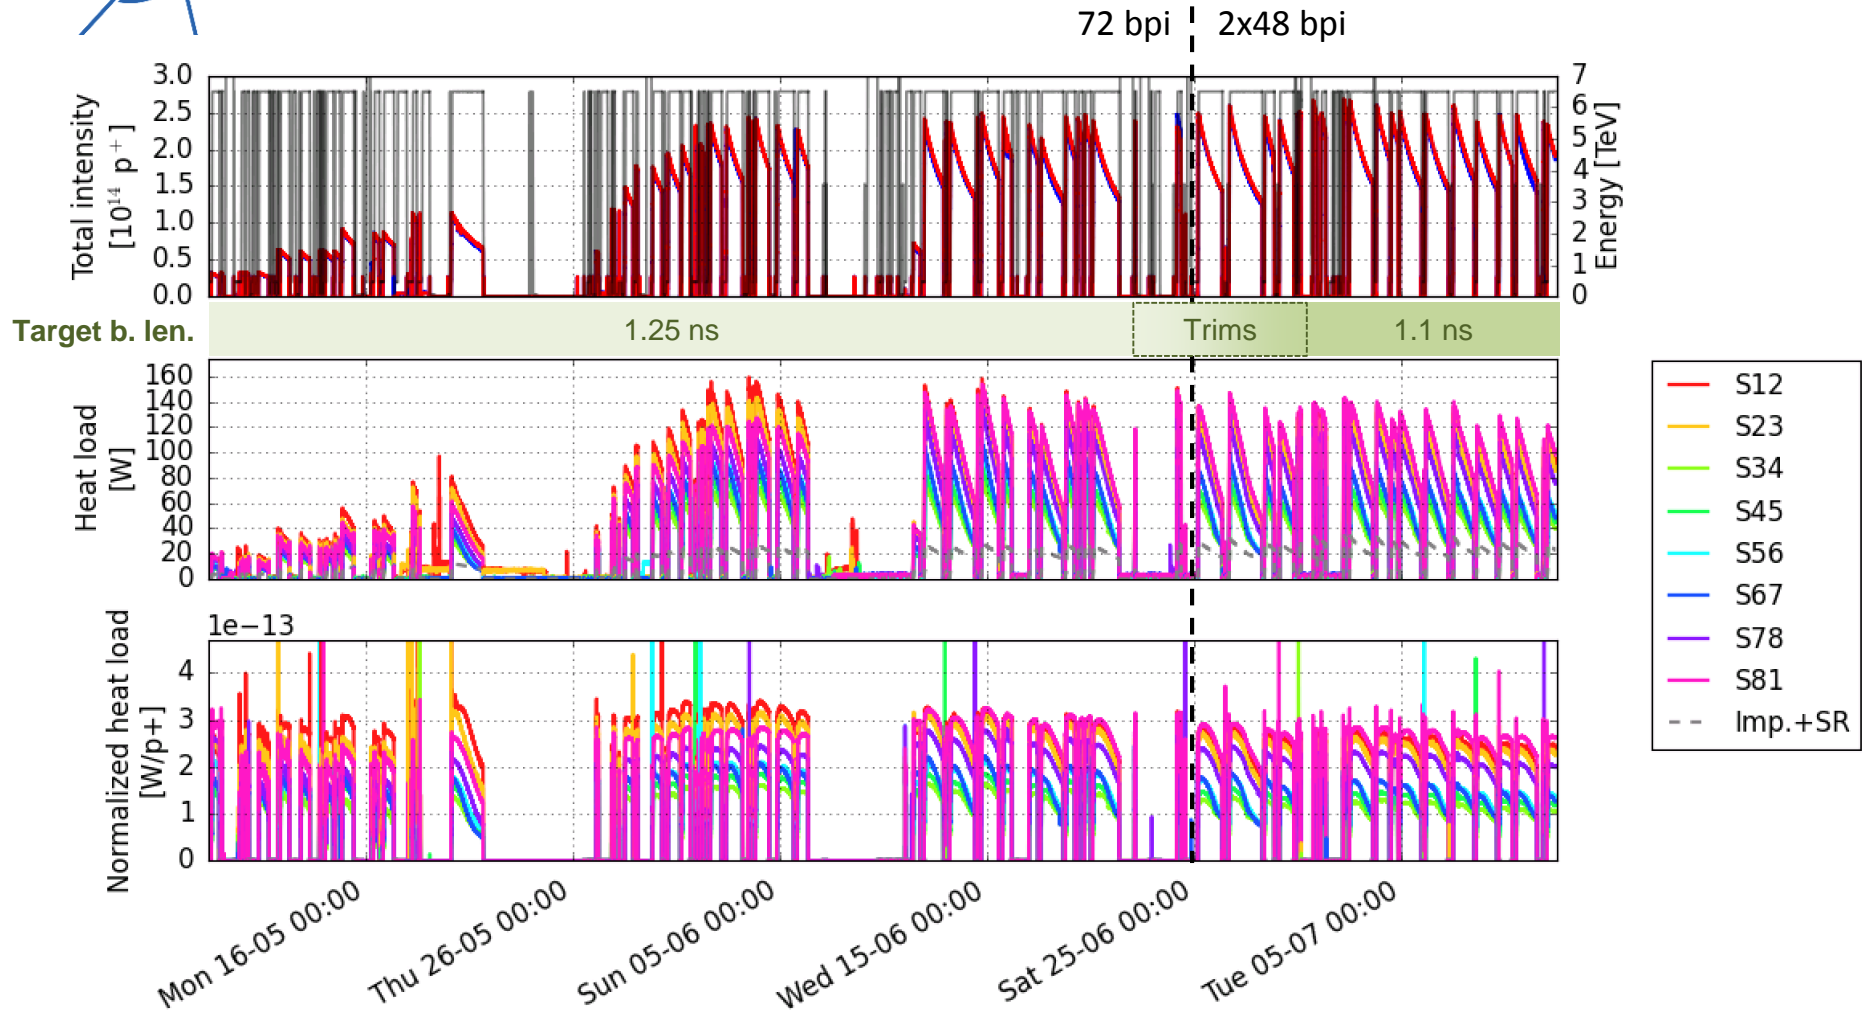 72 bpi 2x48 bpi
3.0
2.5
2.0
1.5
1.0
0.5
0.0
Total intensity
[10¹⁴ p⁺]
7
6
5
4
3
2
1
0
Energy [TeV]
Target b. len. 1.25 ns Trims 1.1 ns
160
140
120
100
80
60
40
20
0
Heat load
[W]
S12
S23
S34
S45
S56
S67
S78
S81
Imp.+SR
1e−13
4
3
2
1
0
Normalized heat load
[W/p+]
Mon 16-05 00:00
Thu 26-05 00:00
Sun 05-06 00:00
Wed 15-06 00:00
Sat 25-06 00:00
Tue 05-07 00:00